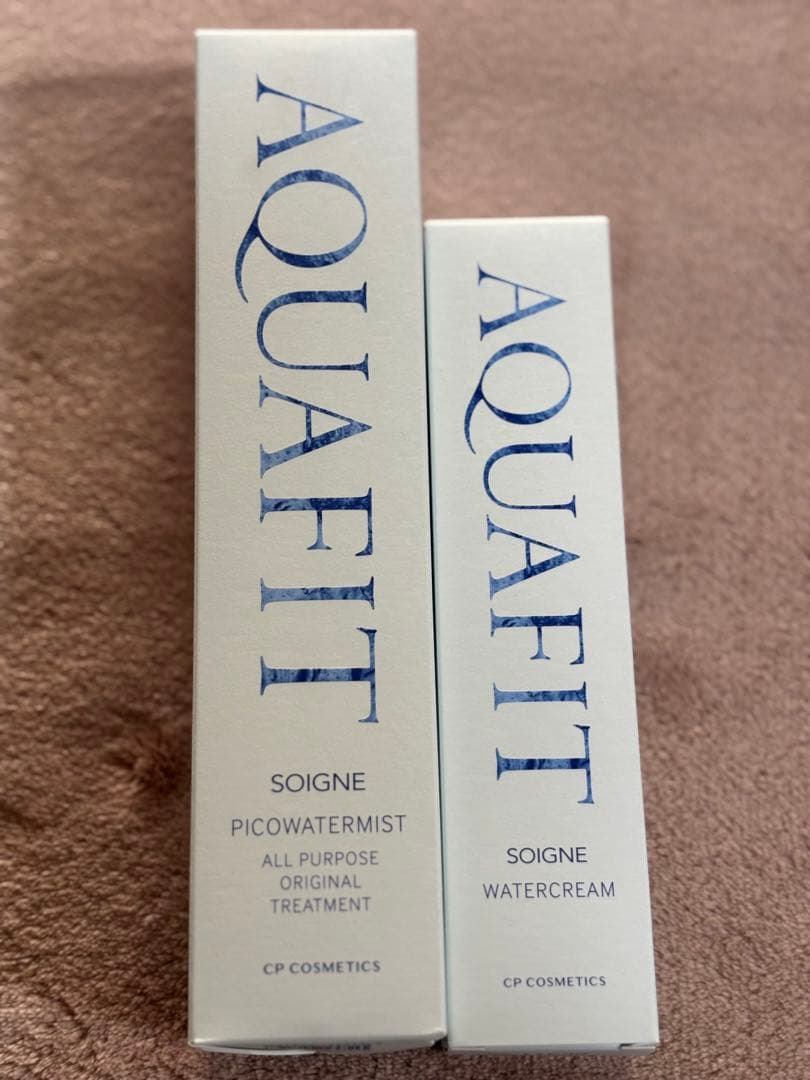 AQUAFIT
SOIGNE
PICOWATERMIST
ALL PURPOSE
ORIGINAL
TREATMENT
CP COSMETICS
AQUAFIT
SOIGNE
WATERCREAM
CP COSMETICS